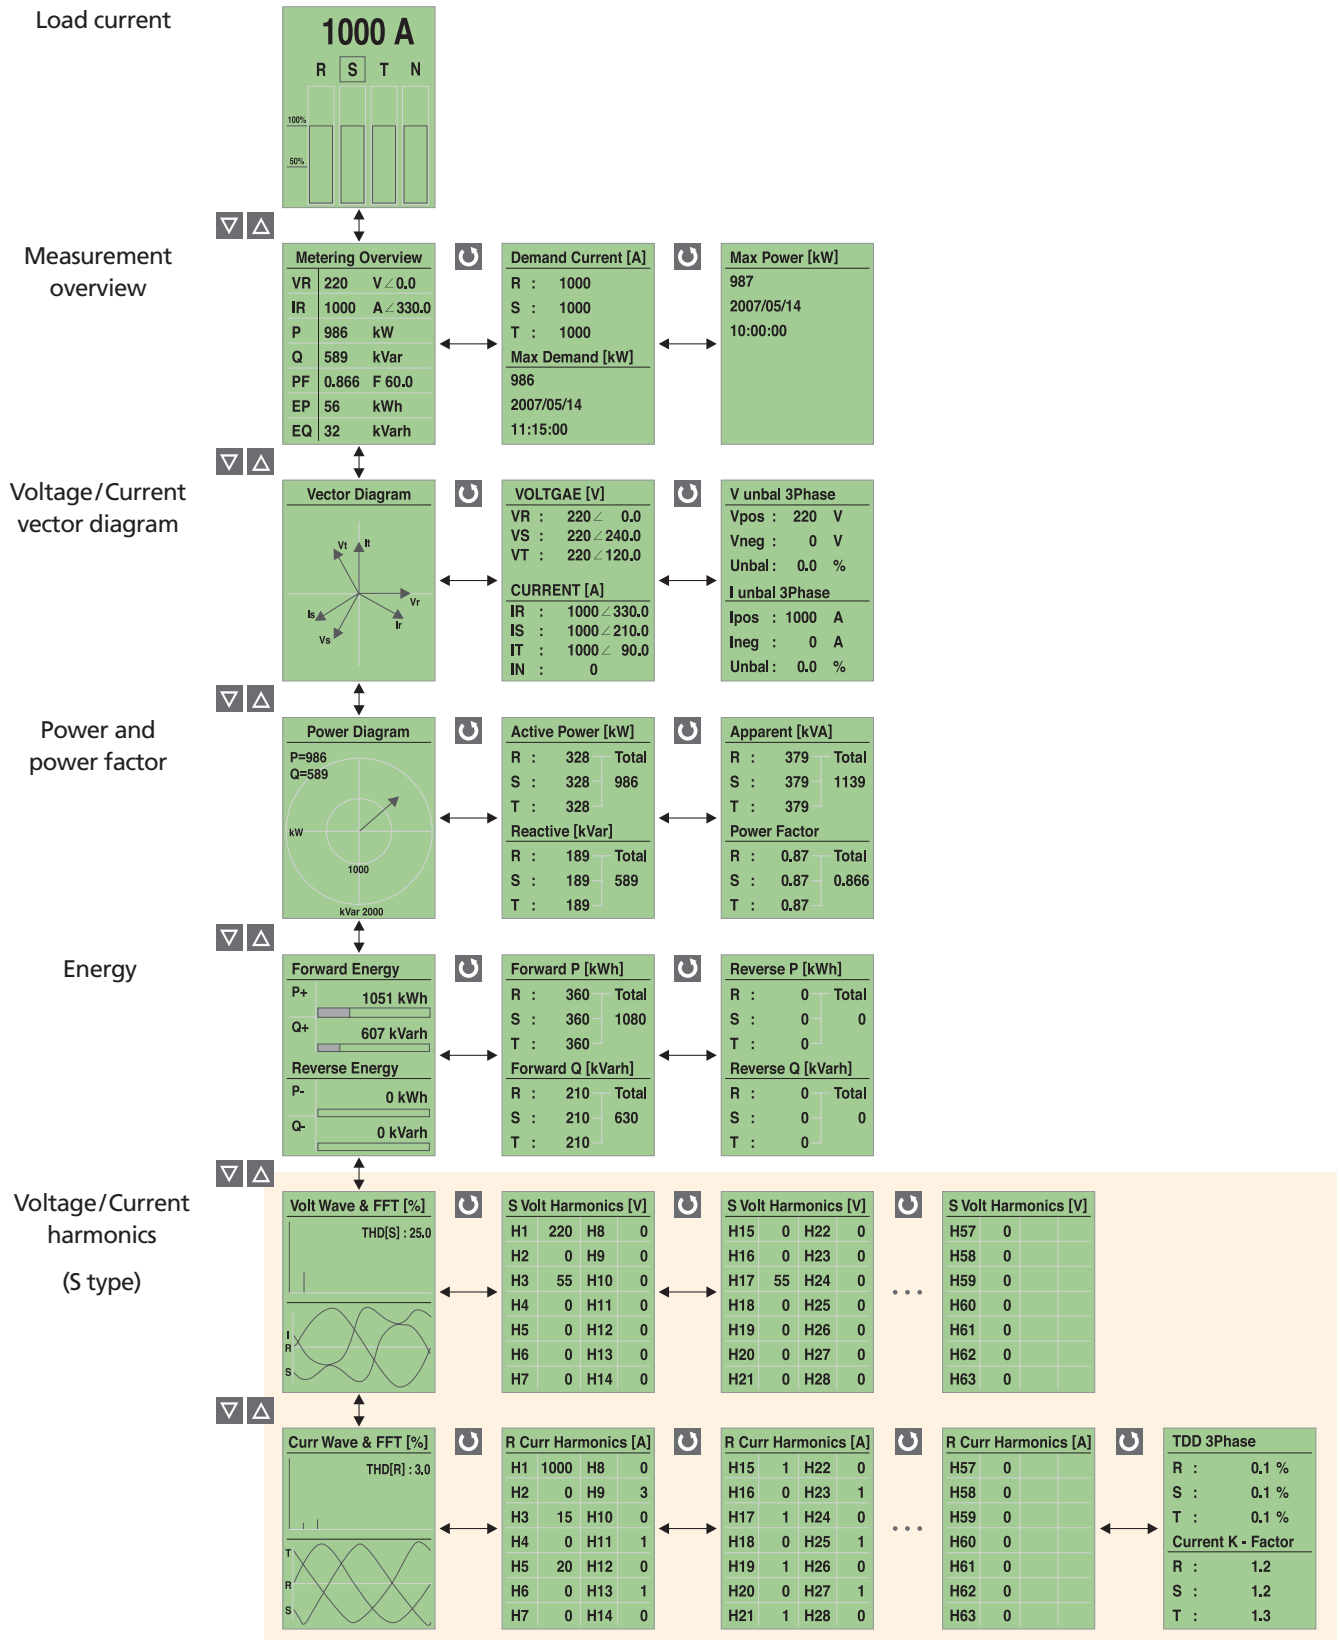 Load current
1000 A
R S T N
100%
50%
Measurement
overview
Metering Overview
VR 220 V∠0.0
IR 1000 A∠330.0
P 986 kW
Q 589 kVar
PF 0.866 F 60.0
EP 56 kWh
EQ 32 kVarh
Demand Current [A]
R : 1000
S : 1000
T : 1000
Max Demand [kW]
986
2007/05/14
11:15:00
Max Power [kW]
987
2007/05/14
10:00:00
Voltage/Current
vector diagram
Vector Diagram
Vt It
Vr
Is
Ir
Vs
VOLTGAE [V]
VR : 220∠ 0.0
VS : 220∠240.0
VT : 220∠120.0
CURRENT [A]
IR : 1000∠330.0
IS : 1000∠210.0
IT : 1000∠ 90.0
IN : 0
V unbal 3Phase
Vpos : 220 V
Vneg : 0 V
Unbal : 0.0 %
I unbal 3Phase
Ipos : 1000 A
Ineg : 0 A
Unbal : 0.0 %
Power and
power factor
Power Diagram
P=986
Q=589
kW
1000
kVar 2000
Active Power [kW]
R : 328 Total
S : 328 986
T : 328
Reactive [kVar]
R : 189 Total
S : 189 589
T : 189
Apparent [kVA]
R : 379 Total
S : 379 1139
T : 379
Power Factor
R : 0.87 Total
S : 0.87 0.866
T : 0.87
Energy
Forward Energy
P+ 1051 kWh
Q+ 607 kVarh
Reverse Energy
P- 0 kWh
Q- 0 kVarh
Forward P [kWh]
R : 360 Total
S : 360 1080
T : 360
Forward Q [kVarh]
R : 210 Total
S : 210 630
T : 210
Reverse P [kWh]
R : 0 Total
S : 0 0
T : 0
Reverse Q [kVarh]
R : 0 Total
S : 0 0
T : 0
Voltage/Current
harmonics
(S type)
Volt Wave & FFT [%]
THD[S] : 25.0
I
R
S
S Volt Harmonics [V]
H1 220 H8 0
H2 0 H9 0
H3 55 H10 0
H4 0 H11 0
H5 0 H12 0
H6 0 H13 0
H7 0 H14 0
S Volt Harmonics [V]
H15 0 H22 0
H16 0 H23 0
H17 55 H24 0
H18 0 H25 0
H19 0 H26 0
H20 0 H27 0
H21 0 H28 0
...
S Volt Harmonics [V]
H57 0
H58 0
H59 0
H60 0
H61 0
H62 0
H63 0
Curr Wave & FFT [%]
THD[R] : 3.0
T
R
S
R Curr Harmonics [A]
H1 1000 H8 0
H2 0 H9 3
H3 15 H10 0
H4 0 H11 1
H5 20 H12 0
H6 0 H13 1
H7 0 H14 0
R Curr Harmonics [A]
H15 1 H22 0
H16 0 H23 1
H17 1 H24 0
H18 0 H25 1
H19 1 H26 0
H20 0 H27 1
H21 1 H28 0
...
R Curr Harmonics [A]
H57 0
H58 0
H59 0
H60 0
H61 0
H62 0
H63 0
TDD 3Phase
R : 0.1 %
S : 0.1 %
T : 0.1 %
Current K - Factor
R : 1.2
S : 1.2
T : 1.3